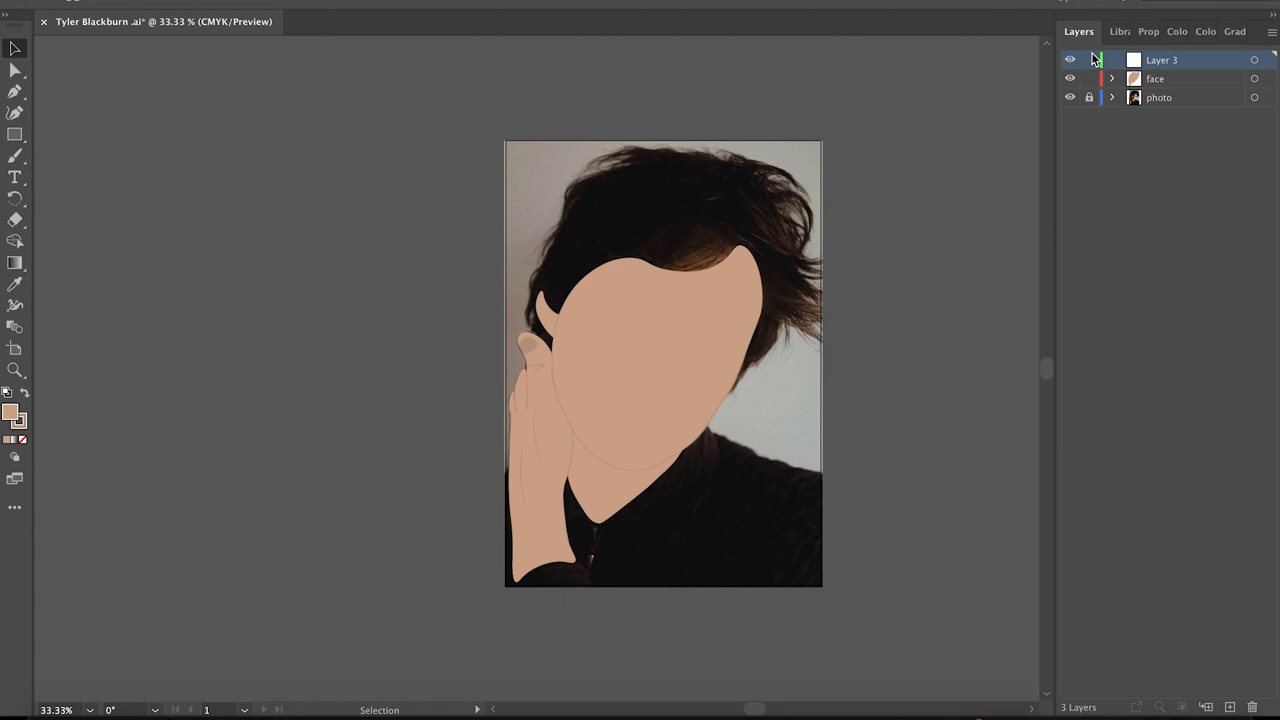 Tyler Blackburn .ai* @ 33.33 % (CMYK/Preview)
Layers Libra Prop Colo Colo Grad
Layer 3
face
photo
33.33% 0° 1 Selection 3 Layers